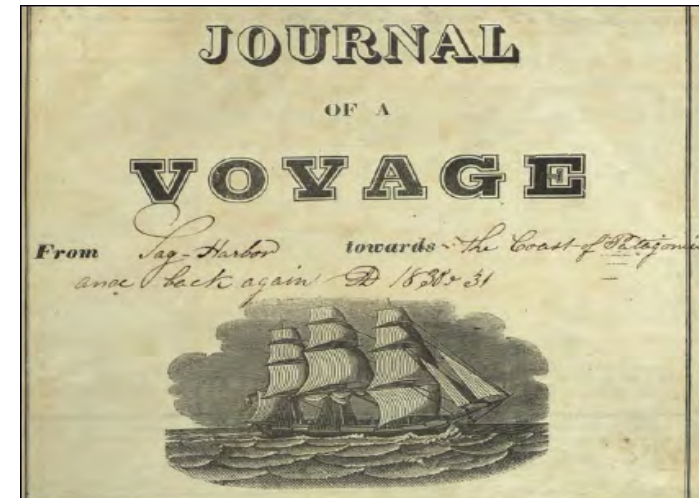 JOURNAL
OF A
VOYAGE
From Sag-Harbor towards the Coast of Patagonia
and back again AD 1830 & 31